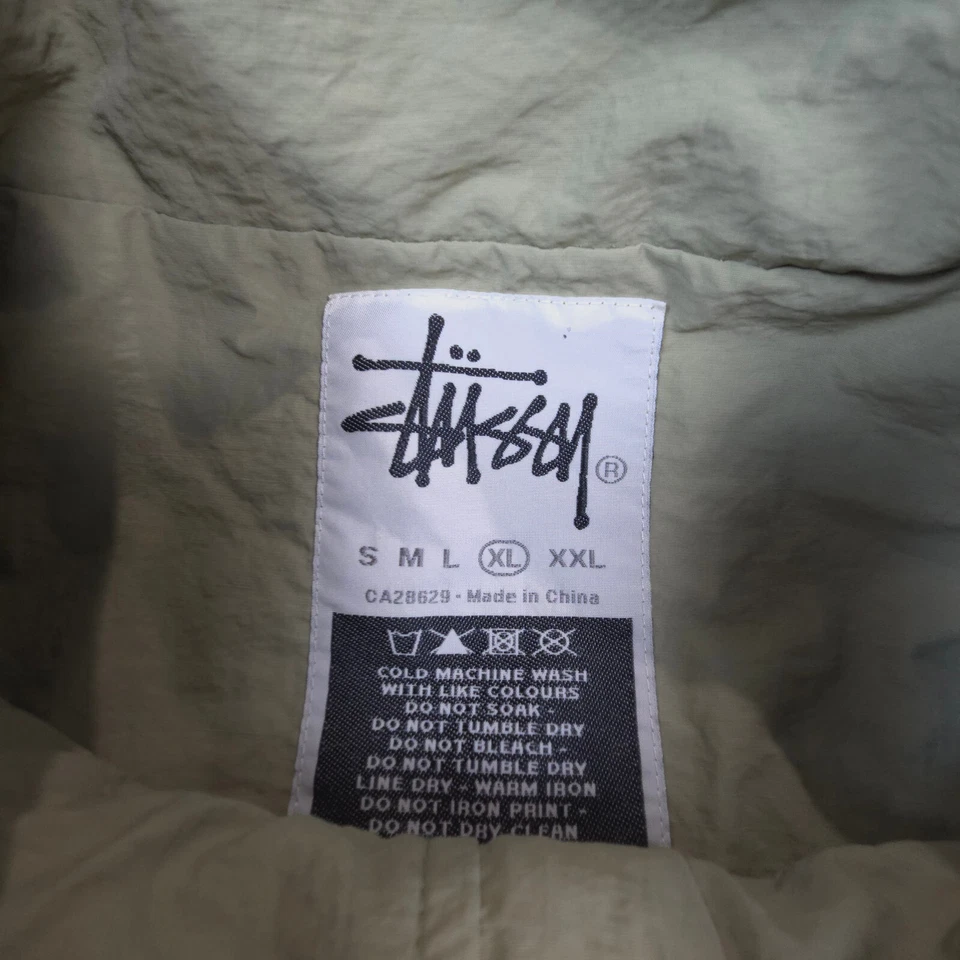 Stüssy ®
S M L XL XXL
CA28629 - Made in China
COLD MACHINE WASH
WITH LIKE COLOURS
DO NOT SOAK -
DO NOT TUMBLE DRY
DO NOT BLEACH -
DO NOT TUMBLE DRY
LINE DRY - WARM IRON
DO NOT IRON PRINT -
DO NOT DRY CLEAN